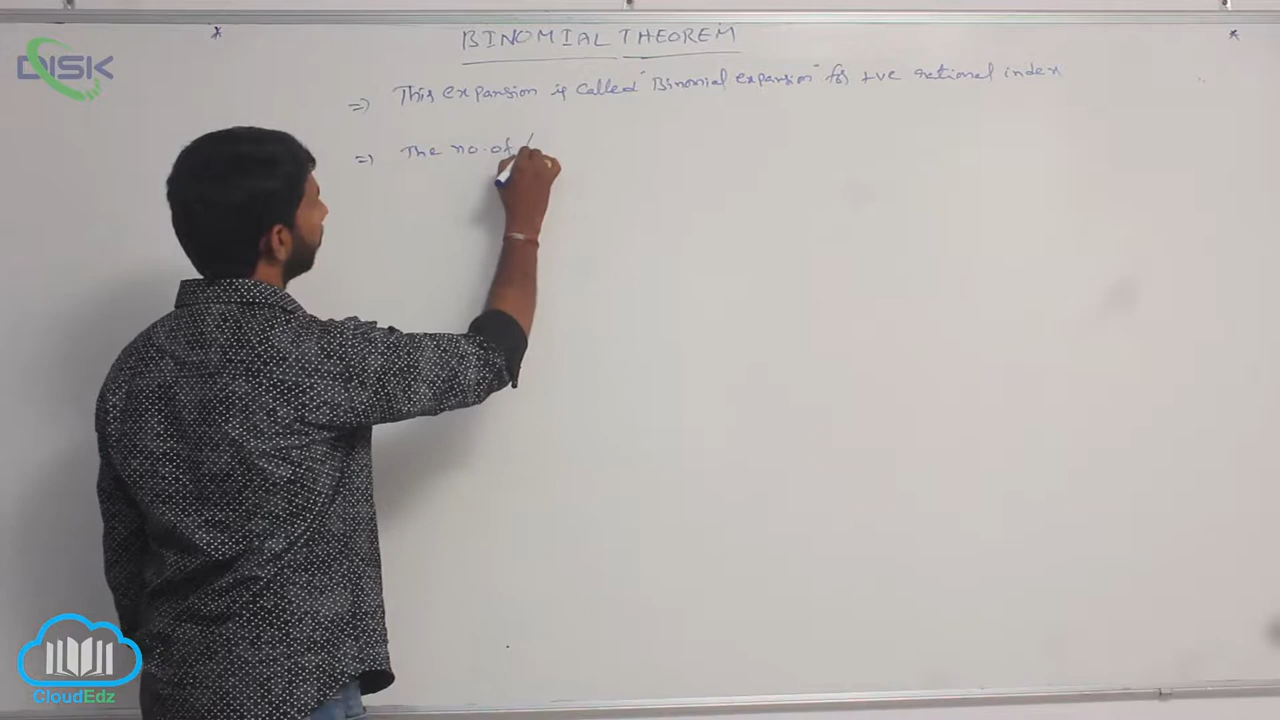 DISK
BINOMIAL THEOREM
=) This expansion is called "Binomial expansion" for +ve rational index
=) The no. of
CloudEdz